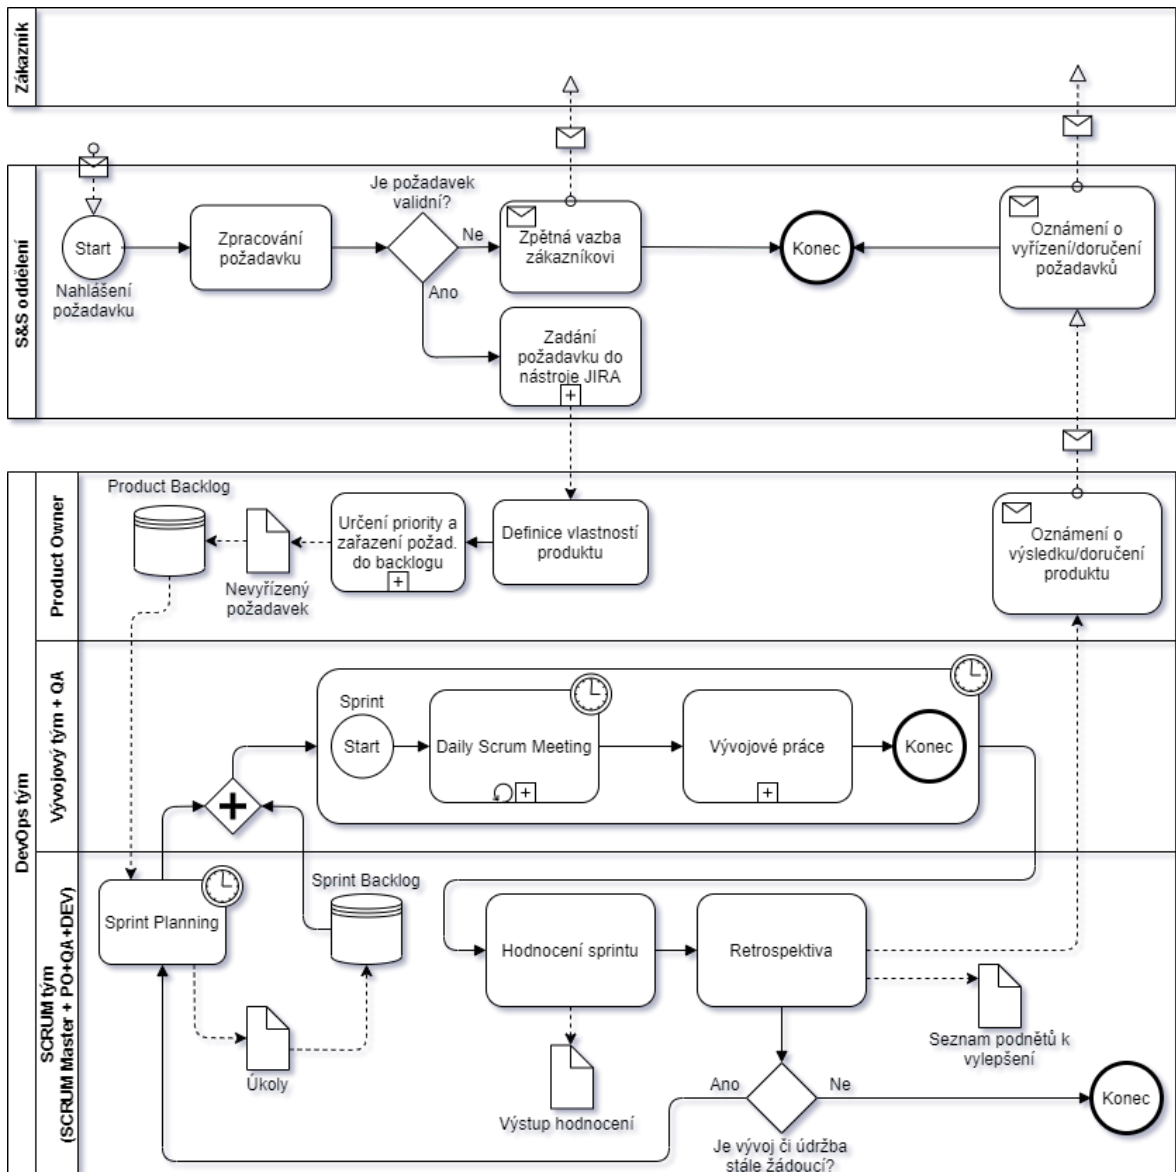 Zákazník
S&S oddělení
Je požadavek
validní?
Start
Nahlášení
požadavku
Zpracování
požadavku
Ne
Ano
Zpětná vazba
zákazníkovi
Zadání
požadavku do
nástroje JIRA
Konec
Oznámení o
vyřízení/doručení
požadavků
DevOps tým
Product Owner
Product Backlog
Nevyřízený
požadavek
Určení priority a
zařazení požad.
do backlogu
Definice vlastností
produktu
Oznámení o
výsledku/doručení
produktu
Vývojový tým + QA
Sprint
Start
Daily Scrum Meeting
Vývojové práce
Konec
SCRUM tým
(SCRUM Master + PO+QA+DEV)
Sprint Planning
Sprint Backlog
Úkoly
Hodnocení sprintu
Retrospektiva
Výstup hodnocení
Seznam podnětů k
vylepšení
Ano
Ne
Je vývoj či údržba
stále žádoucí?
Konec